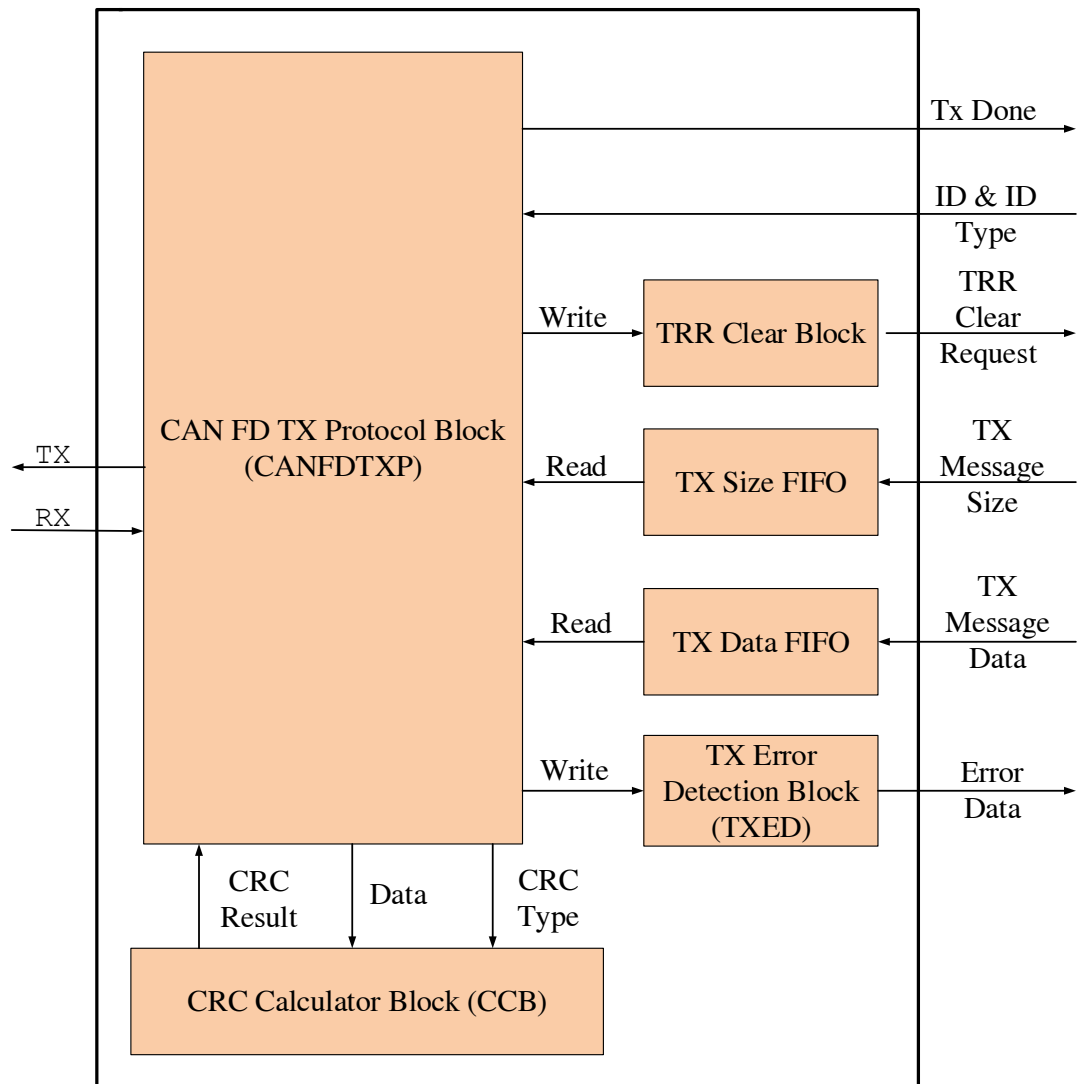 Tx Done
ID & ID
Type
TRR
Clear
Request
Write
TRR Clear Block
CAN FD TX Protocol Block
(CANFDTXP)
TX
RX
Read
TX Size FIFO
TX
Message
Size
Read
TX Data FIFO
TX
Message
Data
Write
TX Error
Detection Block
(TXED)
Error
Data
CRC
Result
Data
CRC
Type
CRC Calculator Block (CCB)